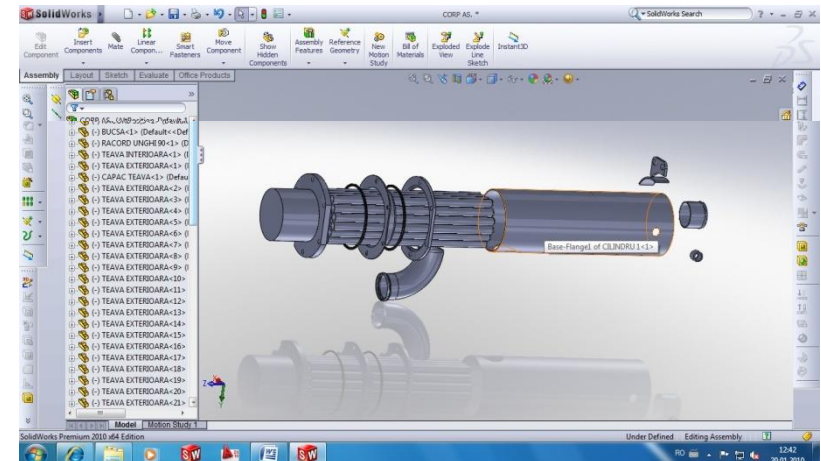 SolidWorks
CORP AS. *
SolidWorks Search
Edit Component
Insert Components
Mate
Linear Compon...
Smart Fasteners
Move Component
Show Hidden Components
Assembly Features
Reference Geometry
New Motion Study
Bill of Materials
Exploded View
Explode Line Sketch
Instant3D
Assembly
Layout
Sketch
Evaluate
Office Products
(-) BUCSA<1> (Default<<Def
(-) RACORD UNGHI 90<1> (D
(-) TEAVA INTERIOARA<1> (
(-) TEAVA EXTERIOARA<1> (
(-) CAPAC TEAVA<1> (Defau
(-) TEAVA EXTERIOARA<2> (
(-) TEAVA EXTERIOARA<3> (
(-) TEAVA EXTERIOARA<4> (
(-) TEAVA EXTERIOARA<5> (
(-) TEAVA EXTERIOARA<6> (
(-) TEAVA EXTERIOARA<7> (
(-) TEAVA EXTERIOARA<8> (
(-) TEAVA EXTERIOARA<9> (
(-) TEAVA EXTERIOARA<10>
(-) TEAVA EXTERIOARA<11>
(-) TEAVA EXTERIOARA<12>
(-) TEAVA EXTERIOARA<13>
(-) TEAVA EXTERIOARA<14>
(-) TEAVA EXTERIOARA<15>
(-) TEAVA EXTERIOARA<16>
(-) TEAVA EXTERIOARA<17>
(-) TEAVA EXTERIOARA<18>
(-) TEAVA EXTERIOARA<19>
(-) TEAVA EXTERIOARA<20>
(-) TEAVA EXTERIOARA<21>
Base-Flange1 of CILINDRU 1<1>
Z
Y
Model
Motion Study 1
SolidWorks Premium 2010 x64 Edition
Under Defined
Editing Assembly
RO
12:42
20.01.2010